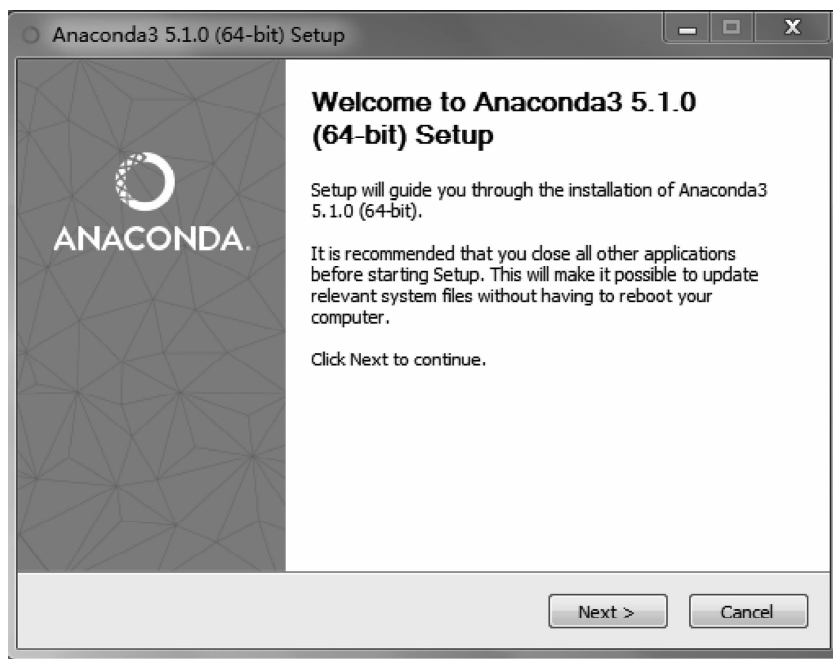 Anaconda3 5.1.0 (64-bit) Setup
X
ANACONDA.
Welcome to Anaconda3 5.1.0
(64-bit) Setup
Setup will guide you through the installation of Anaconda3
5.1.0 (64-bit).
It is recommended that you close all other applications
before starting Setup. This will make it possible to update
relevant system files without having to reboot your
computer.
Click Next to continue.
Next >
Cancel